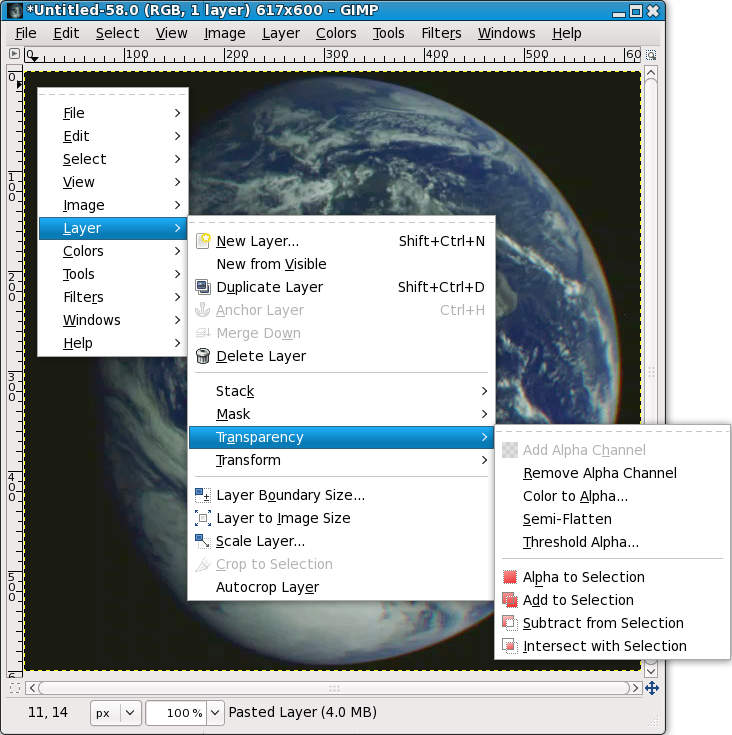 *Untitled-58.0 (RGB, 1 layer) 617x600 – GIMP
File Edit Select View Image Layer Colors Tools Filters Windows Help
0 100 200 300 400 500 60
0
100
200
300
400
500
6
File
Edit
Select
View
Image
Layer
Colors
Tools
Filters
Windows
Help
New Layer... Shift+Ctrl+N
New from Visible
Duplicate Layer Shift+Ctrl+D
Anchor Layer Ctrl+H
Merge Down
Delete Layer
Stack
Mask
Transparency
Transform
Layer Boundary Size...
Layer to Image Size
Scale Layer...
Crop to Selection
Autocrop Layer
Add Alpha Channel
Remove Alpha Channel
Color to Alpha...
Semi-Flatten
Threshold Alpha...
Alpha to Selection
Add to Selection
Subtract from Selection
Intersect with Selection
11, 14 px 100 % Pasted Layer (4.0 MB)